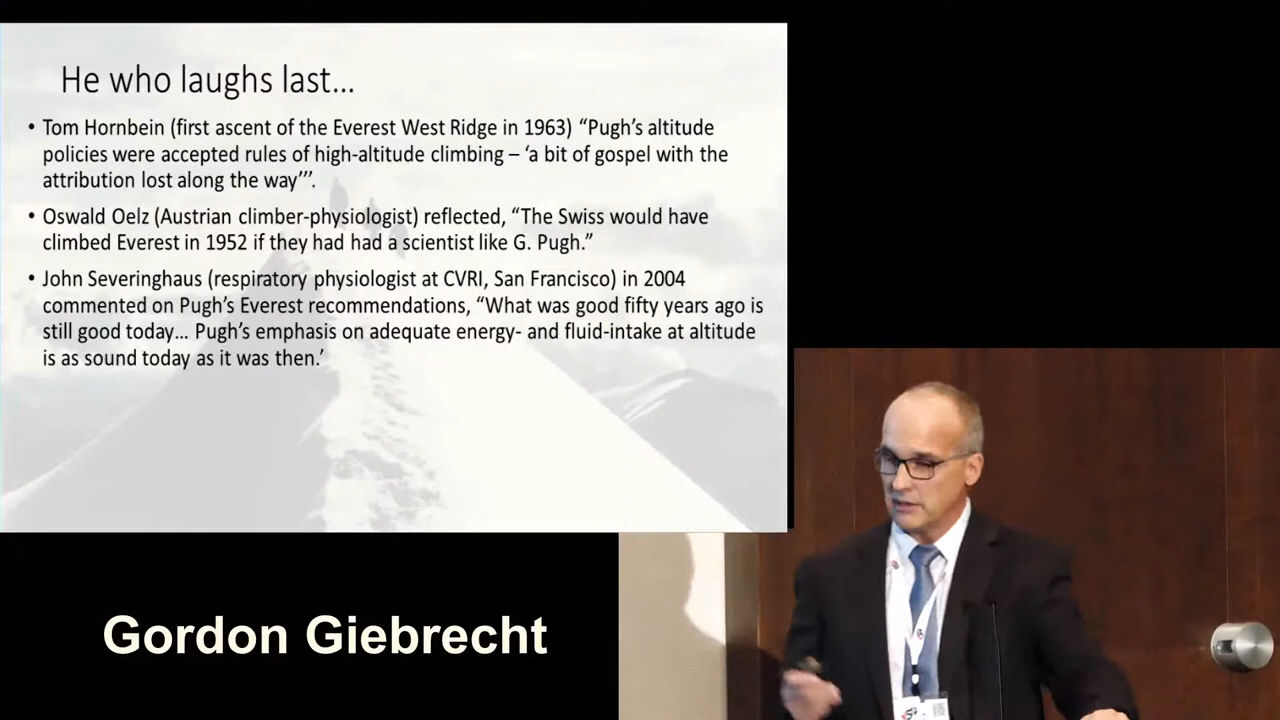 He who laughs last...
• Tom Hornbein (first ascent of the Everest West Ridge in 1963) “Pugh’s altitude
policies were accepted rules of high-altitude climbing – ‘a bit of gospel with the
attribution lost along the way’”.
• Oswald Oelz (Austrian climber-physiologist) reflected, “The Swiss would have
climbed Everest in 1952 if they had had a scientist like G. Pugh.”
• John Severinghaus (respiratory physiologist at CVRI, San Francisco) in 2004
commented on Pugh’s Everest recommendations, “What was good fifty years ago is
still good today... Pugh’s emphasis on adequate energy- and fluid-intake at altitude
is as sound today as it was then.’
Gordon Giebrecht